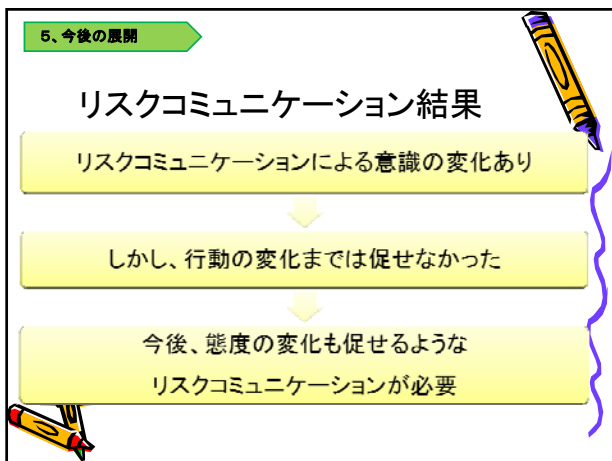 5、今後の展開
リスクコミュニケーション結果
リスクコミュニケーションによる意識の変化あり
しかし、行動の変化までは促せなかった
今後、態度の変化も促せるような
リスクコミュニケーションが必要